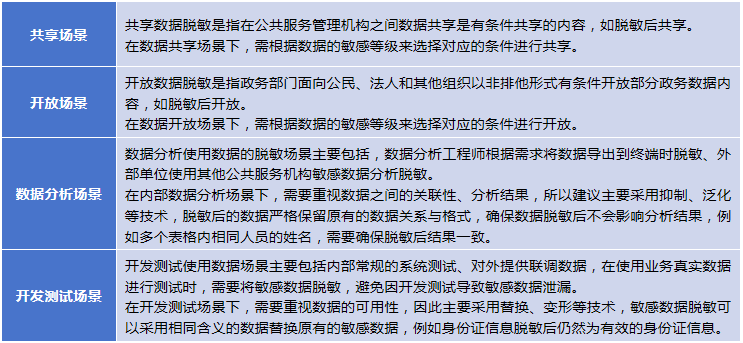 共享场景
共享数据脱敏是指在公共服务管理机构之间数据共享是有条件共享的内容，如脱敏后共享。
在数据共享场景下，需根据数据的敏感等级来选择对应的条件进行共享。
开放场景
开放数据脱敏是指政务部门面向公民、法人和其他组织以非排他形式有条件开放部分政务数据内
容，如脱敏后开放。
在数据开放场景下，需根据数据的敏感等级来选择对应的条件进行开放。
数据分析场景
数据分析使用数据的脱敏场景主要包括，数据分析工程师根据需求将数据导出到终端时脱敏、外
部单位使用其他公共服务机构敏感数据分析脱敏。
在内部数据分析场景下，需要重视数据之间的关联性、分析结果，所以建议主要采用抑制、泛化
等技术，脱敏后的数据严格保留原有的数据关系与格式，确保数据脱敏后不会影响分析结果，例
如多个表格内相同人员的姓名，需要确保脱敏后结果一致。
开发测试场景
开发测试使用数据场景主要包括内部常规的系统测试、对外提供联调数据，在使用业务真实数据
进行测试时，需要将敏感数据脱敏，避免因开发测试导致敏感数据泄漏。
在开发测试场景下，需要重视数据的可用性，因此主要采用替换、变形等技术，敏感数据脱敏可
以采用相同含义的数据替换原有的敏感数据，例如身份证信息脱敏后仍然为有效的身份证信息。